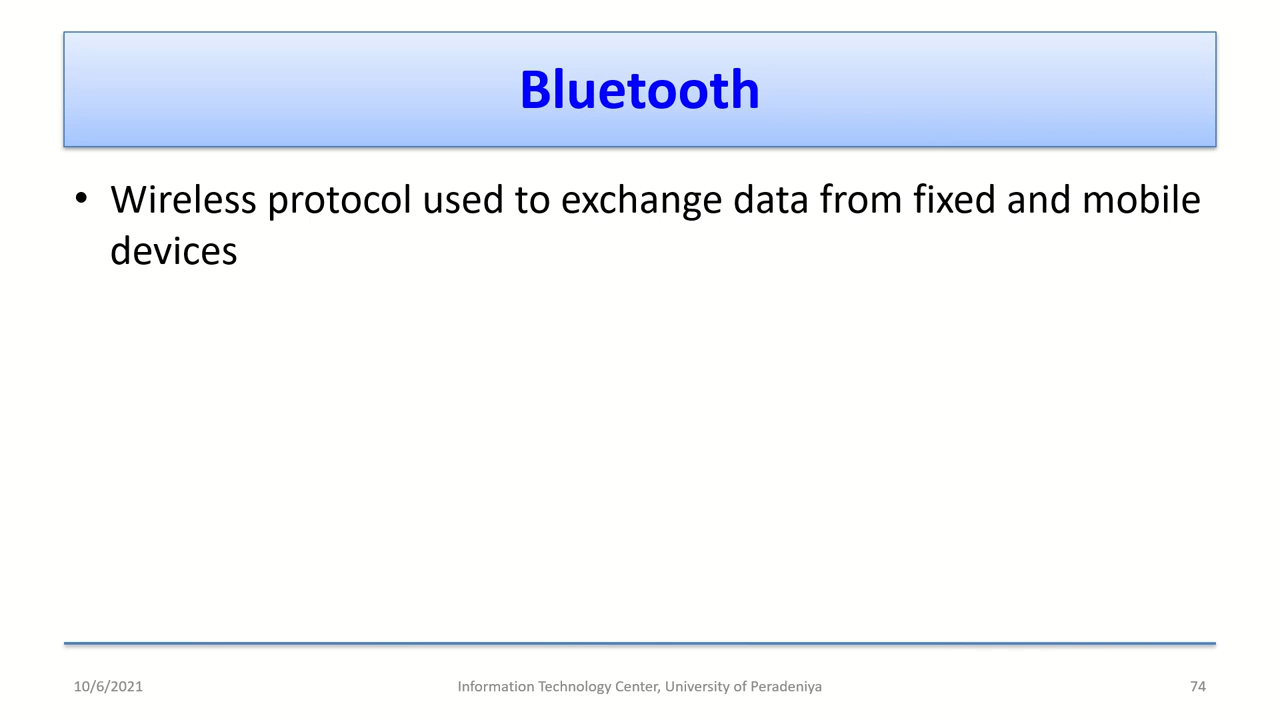 Bluetooth
• Wireless protocol used to exchange data from fixed and mobile
devices
10/6/2021
Information Technology Center, University of Peradeniya
74